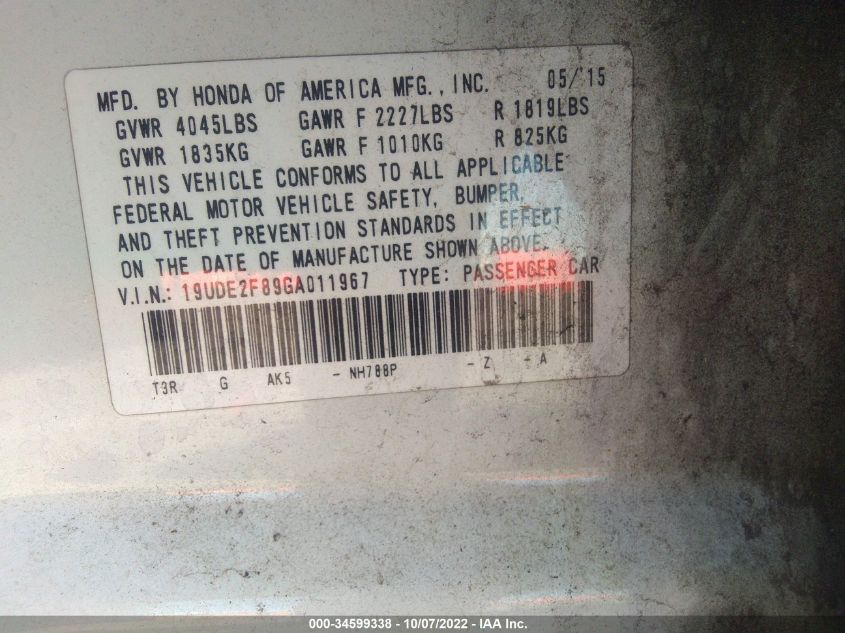 MFD. BY HONDA OF AMERICA MFG., INC. 05/'15
GVWR 4045LBS GAWR F 2227LBS R 1819LBS
GVWR 1835KG GAWR F 1010KG R 825KG
THIS VEHICLE CONFORMS TO ALL APPLICABLE
FEDERAL MOTOR VEHICLE SAFETY, BUMPER,
AND THEFT PREVENTION STANDARDS IN EFFECT
ON THE DATE OF MANUFACTURE SHOWN ABOVE.
V.I.N.: 19UDE2F89GA011967 TYPE: PASSENGER CAR
T3R G AK5 - NH788P - Z - A
000-34599338 - 10/07/2022 - IAA Inc.